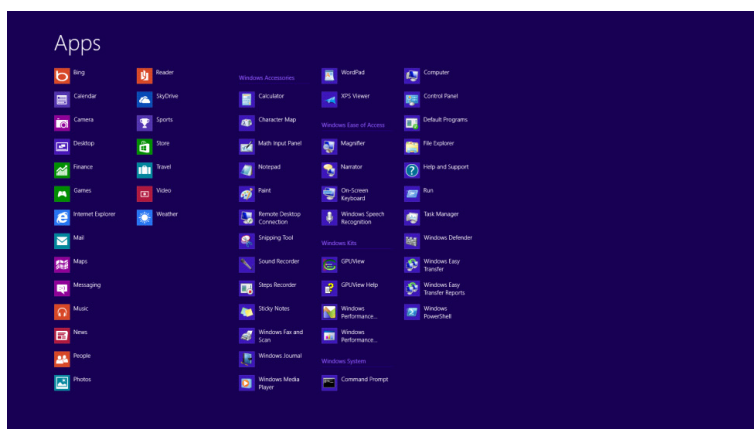 Apps
Bing
Calendar
Camera
Desktop
Finance
Games
Internet Explorer
Mail
Maps
Messaging
Music
News
People
Photos
Reader
SkyDrive
Sports
Store
Travel
Video
Weather
Windows Accessories
Calculator
Character Map
Math Input Panel
Notepad
Paint
Remote Desktop
Connection
Snipping Tool
Sound Recorder
Steps Recorder
Sticky Notes
Windows Fax and
Scan
Windows Journal
Windows Media
Player
WordPad
XPS Viewer
Windows Ease of Access
Magnifier
Narrator
On-Screen
Keyboard
Windows Speech
Recognition
Windows Kits
GPUView
GPUView Help
Windows
Performance...
Windows
Performance...
Windows System
Command Prompt
Computer
Control Panel
Default Programs
File Explorer
Help and Support
Run
Task Manager
Windows Defender
Windows Easy
Transfer
Windows Easy
Transfer Reports
Windows
PowerShell